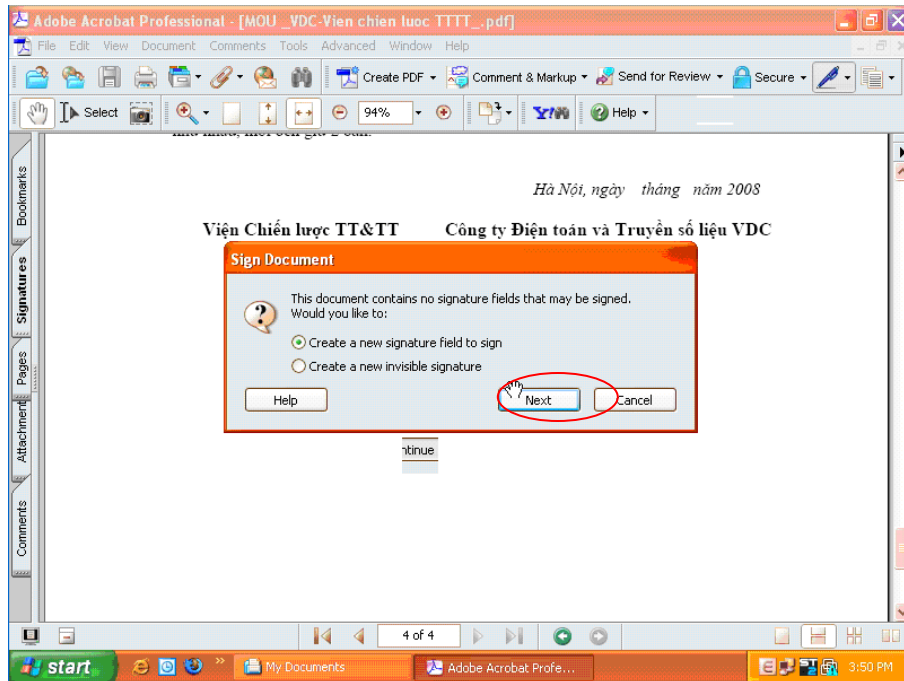 Adobe Acrobat Professional - [MOU _VDC-Vien chien luoc TTTT_.pdf]
File Edit View Document Comments Tools Advanced Window Help
Create PDF Comment & Markup Send for Review Secure
Select 94% Y! Help
Hà Nội, ngày tháng năm 2008
Viện Chiến lược TT&TT Công ty Điện toán và Truyền số liệu VDC
Bookmarks
Signatures
Pages
Attachment
Comments
Sign Document
This document contains no signature fields that may be signed.
Would you like to:
Create a new signature field to sign
Create a new invisible signature
Help Next Cancel
ntinue
4 of 4
start My Documents Adobe Acrobat Profe... 3:50 PM